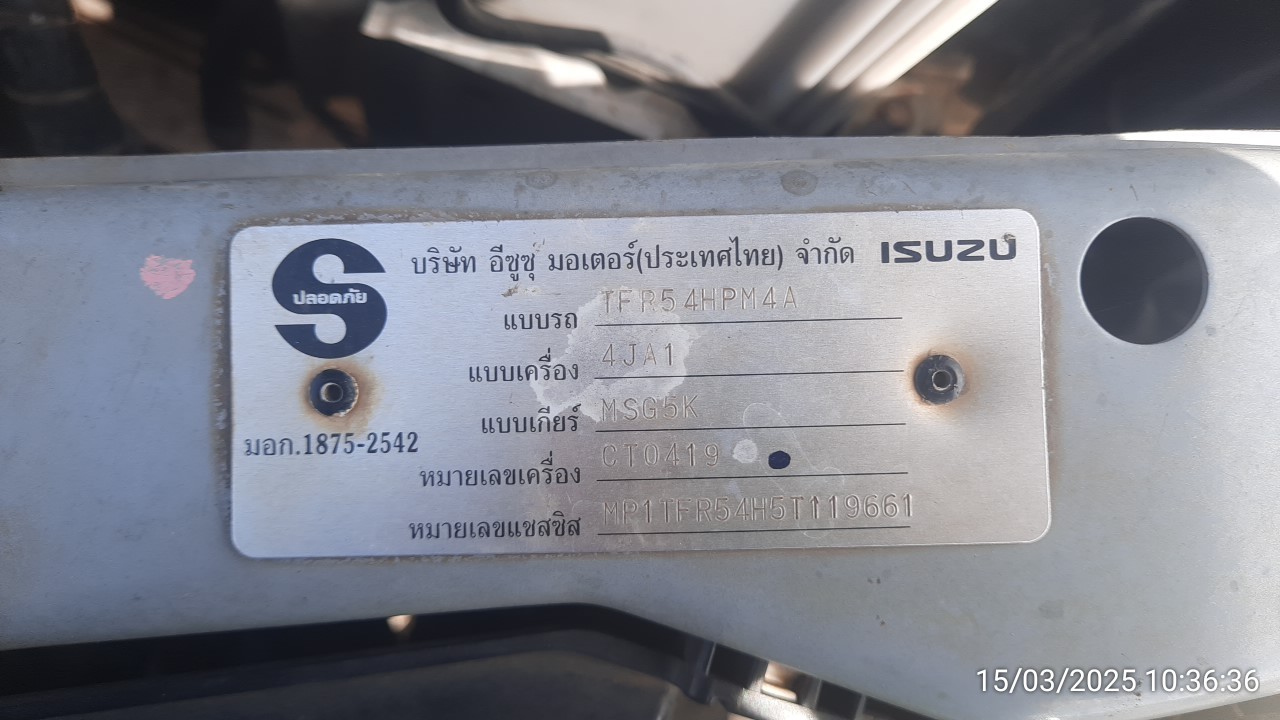 บริษัท อีซูซุ มอเตอร์(ประเทศไทย) จำกัด ISUZU
ปลอดภัย
แบบรถ TFR54HPM4A
แบบเครื่อง 4JA1
แบบเกียร์ MSG5K
มอก.1875-2542
หมายเลขเครื่อง CT0419
หมายเลขแชสซิส MP1TFR54H5T119661
15/03/2025 10:36:36